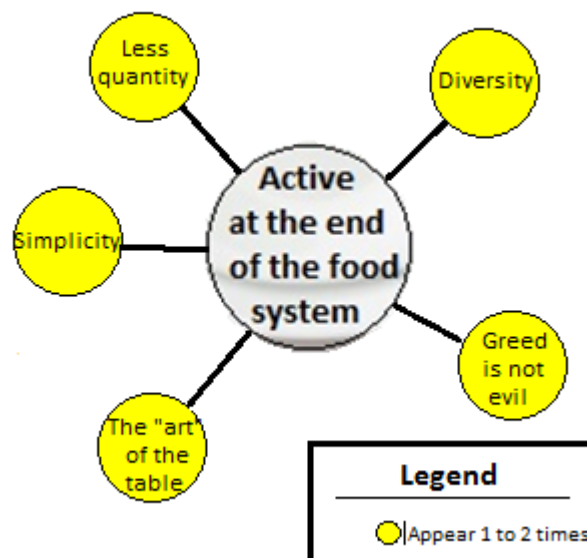 Less
quantity
Diversity
Active
at the end
of the food
system
Simplicity
Greed
is not
evil
The "art"
of the
table
Legend
Appear 1 to 2 times